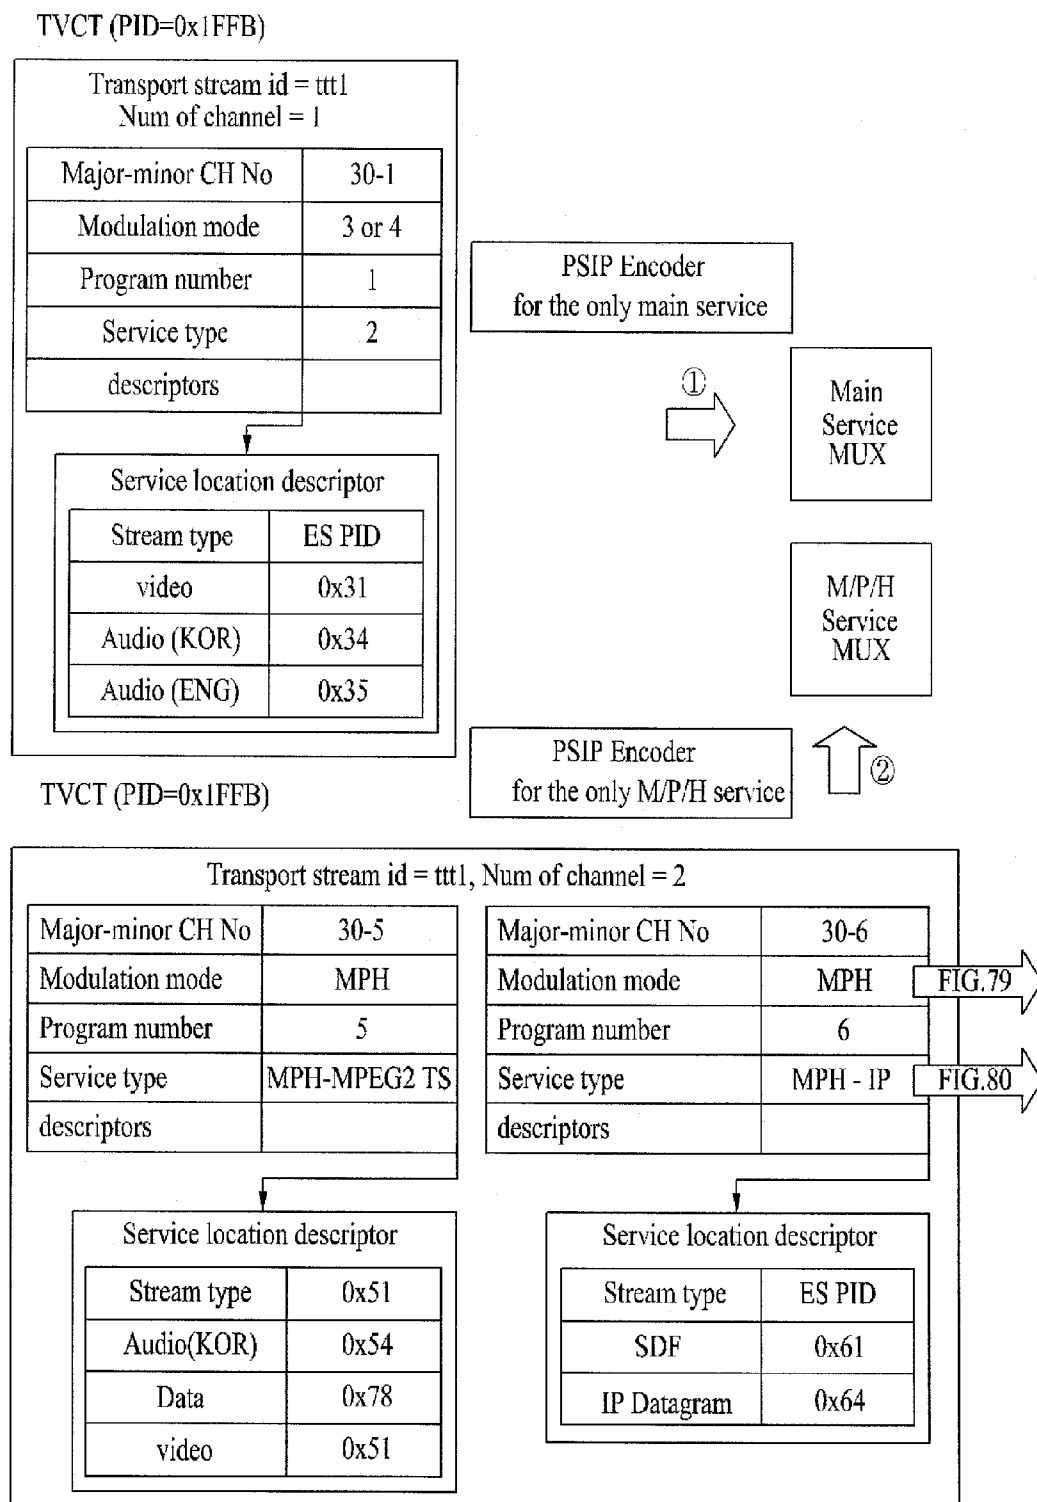 TVCT (PID=0x1FFB)
Transport stream id = ttt1
Num of channel = 1
Major-minor CH No 30-1
Modulation mode 3 or 4
Program number 1
Service type 2
descriptors
Service location descriptor
Stream type ES PID
video 0x31
Audio (KOR) 0x34
Audio (ENG) 0x35
PSIP Encoder
for the only main service
①
Main
Service
MUX
M/P/H
Service
MUX
PSIP Encoder
for the only M/P/H service
②
TVCT (PID=0x1FFB)
Transport stream id = ttt1, Num of channel = 2
Major-minor CH No 30-5
Modulation mode MPH
Program number 5
Service type MPH-MPEG2 TS
descriptors
Service location descriptor
Stream type 0x51
Audio(KOR) 0x54
Data 0x78
video 0x51
Major-minor CH No 30-6
Modulation mode MPH FIG.79
Program number 6
Service type MPH - IP FIG.80
descriptors
Service location descriptor
Stream type ES PID
SDF 0x61
IP Datagram 0x64